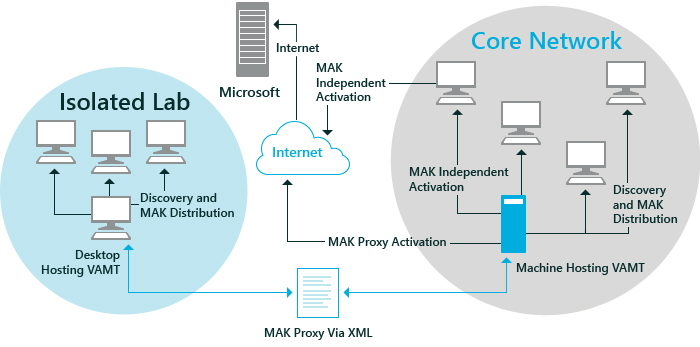 Isolated Lab
Discovery and
MAK Distribution
Desktop
Hosting VAMT
Microsoft
Internet
Internet
MAK
Independent
Activation
Core Network
MAK Independent
Activation
Discovery
and MAK
Distribution
MAK Proxy Activation
Machine Hosting VAMT
MAK Proxy Via XML